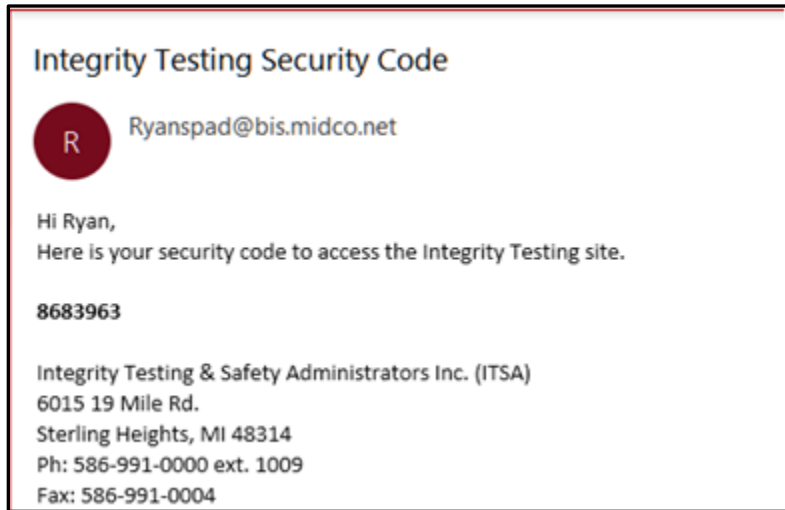 Integrity Testing Security Code
R
Ryanspad@bis.midco.net
Hi Ryan,
Here is your security code to access the Integrity Testing site.
8683963
Integrity Testing & Safety Administrators Inc. (ITSA)
6015 19 Mile Rd.
Sterling Heights, MI 48314
Ph: 586-991-0000 ext. 1009
Fax: 586-991-0004